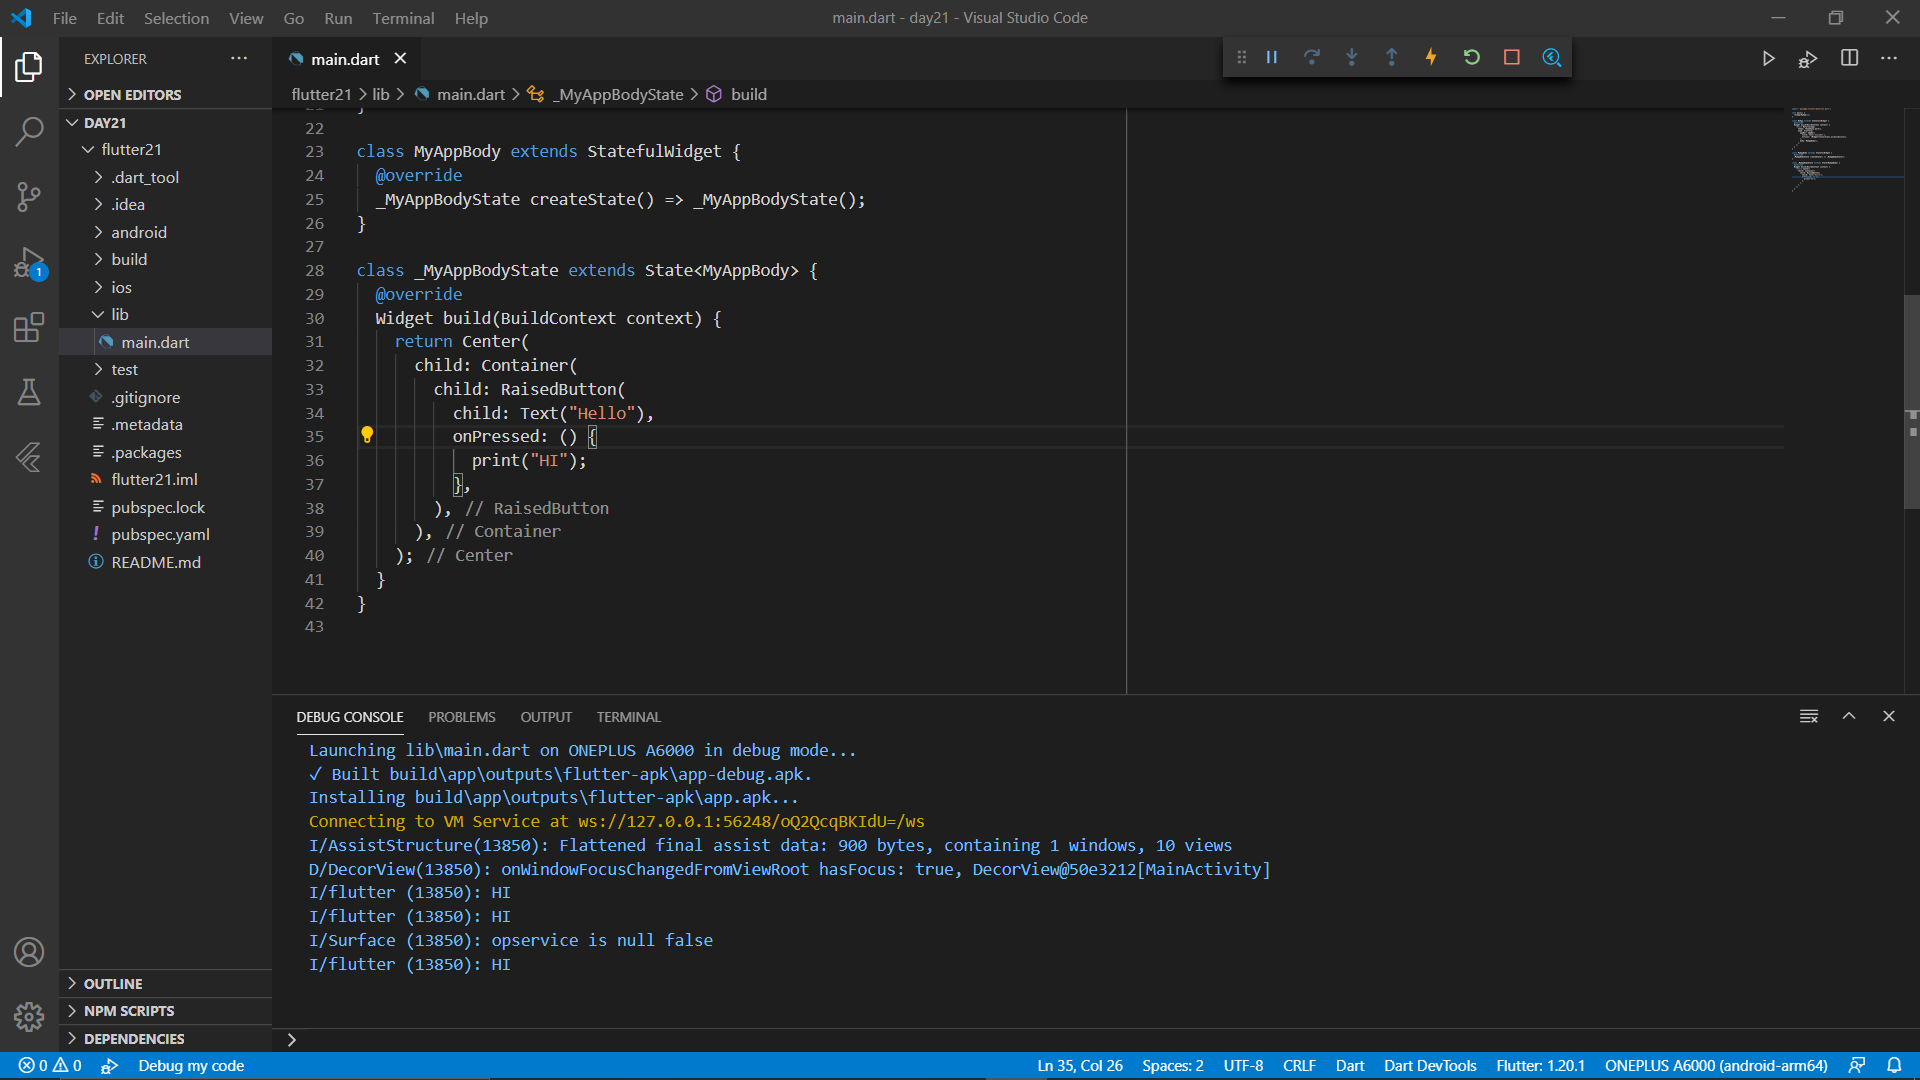 File Edit Selection View Go Run Terminal Help
main.dart - day21 - Visual Studio Code
EXPLORER
main.dart
OPEN EDITORS
flutter21 > lib > main.dart > _MyAppBodyState > build
DAY21
flutter21
.dart_tool
.idea
android
build
ios
lib
main.dart
test
.gitignore
.metadata
.packages
flutter21.iml
pubspec.lock
pubspec.yaml
README.md
OUTLINE
NPM SCRIPTS
DEPENDENCIES
1
22
23 class MyAppBody extends StatefulWidget {
24 @override
25 _MyAppBodyState createState() => _MyAppBodyState();
26 }
27
28 class _MyAppBodyState extends State<MyAppBody> {
29 @override
30 Widget build(BuildContext context) {
31 return Center(
32 child: Container(
33 child: RaisedButton(
34 child: Text("Hello"),
35 onPressed: () {
36 print("HI");
37 },
38 ), // RaisedButton
39 ), // Container
40 ); // Center
41 }
42 }
43
DEBUG CONSOLE PROBLEMS OUTPUT TERMINAL
Launching lib\main.dart on ONEPLUS A6000 in debug mode...
✓ Built build\app\outputs\flutter-apk\app-debug.apk.
Installing build\app\outputs\flutter-apk\app.apk...
Connecting to VM Service at ws://127.0.0.1:56248/oQ2QcqBKIdU=/ws
I/AssistStructure(13850): Flattened final assist data: 900 bytes, containing 1 windows, 10 views
D/DecorView(13850): onWindowFocusChangedFromViewRoot hasFocus: true, DecorView@50e3212[MainActivity]
I/flutter (13850): HI
I/flutter (13850): HI
I/Surface (13850): opservice is null false
I/flutter (13850): HI
0 0 Debug my code
Ln 35, Col 26 Spaces: 2 UTF-8 CRLF Dart Dart DevTools Flutter: 1.20.1 ONEPLUS A6000 (android-arm64)